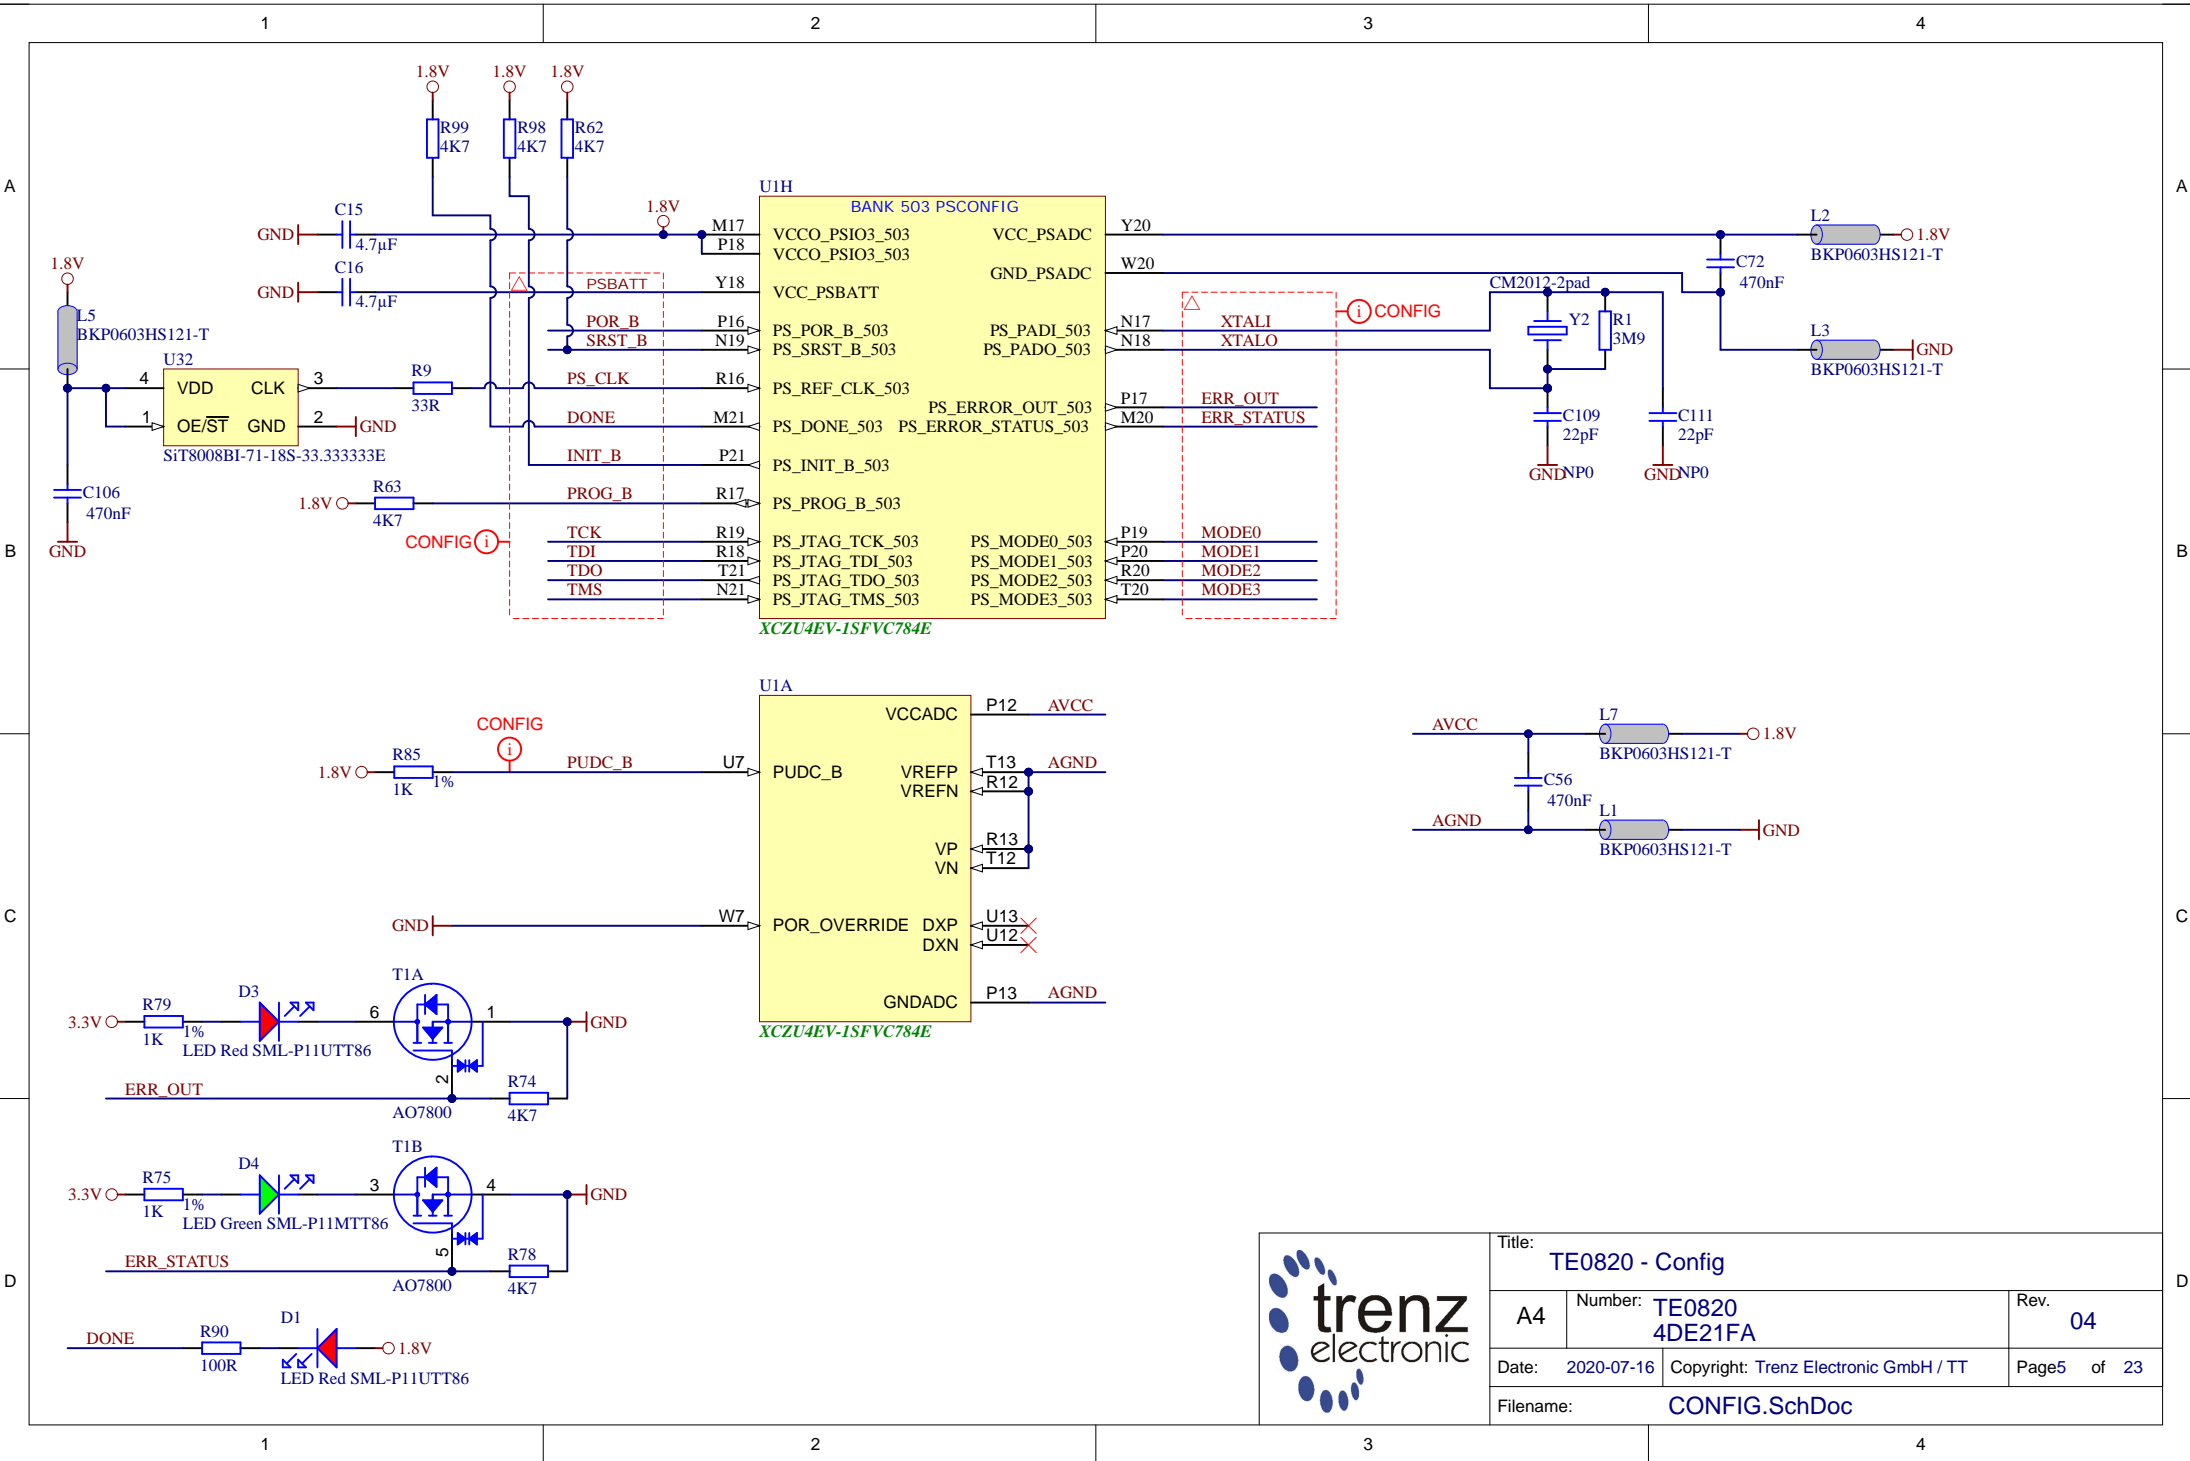 1 2 3 4
A A
B B
C C
D D
1 2 3 4
1.8V 1.8V 1.8V
R99 R98 R62
4K7 4K7 4K7
C15
GND
4.7µF
1.8V
C16
GND
4.7µF
1.8V
L5
BKP0603HS121-T
U32
4 VDD CLK 3
1 OE/ST GND 2 GND
SiT8008BI-71-18S-33.333333E
C106
470nF
GND
R9
33R
1.8V R63
4K7
CONFIG i
PSBATT
POR_B
SRST_B
PS_CLK
DONE
INIT_B
PROG_B
TCK
TDI
TDO
TMS
U1H
BANK 503 PSCONFIG
M17 VCCO_PSIO3_503
P18 VCCO_PSIO3_503
Y18 VCC_PSBATT
P16 PS_POR_B_503
N19 PS_SRST_B_503
R16 PS_REF_CLK_503
M21 PS_DONE_503
P21 PS_INIT_B_503
R17 PS_PROG_B_503
R19 PS_JTAG_TCK_503
R18 PS_JTAG_TDI_503
T21 PS_JTAG_TDO_503
N21 PS_JTAG_TMS_503
VCC_PSADC Y20
GND_PSADC W20
PS_PADI_503 N17 XTALI
PS_PADO_503 N18 XTALO
PS_ERROR_OUT_503 P17 ERR_OUT
PS_ERROR_STATUS_503 M20 ERR_STATUS
PS_MODE0_503 P19 MODE0
PS_MODE1_503 P20 MODE1
PS_MODE2_503 R20 MODE2
PS_MODE3_503 T20 MODE3
XCZU4EV-1SFVC784E
i CONFIG
CM2012-2pad
Y2
R1
3M9
C109
22pF
GND NP0
C111
22pF
GND NP0
L2
1.8V
BKP0603HS121-T
C72
470nF
L3
GND
BKP0603HS121-T
U1A
VCCADC P12 AVCC
U7 PUDC_B
VREFP T13 AGND
VREFN R12
VP R13
VN T12
W7 POR_OVERRIDE
DXP U13
DXN U12
GNDADC P13 AGND
XCZU4EV-1SFVC784E
CONFIG
i
1.8V R85
1K 1%
PUDC_B
GND
AVCC L7 1.8V
BKP0603HS121-T
C56
470nF
AGND L1 GND
BKP0603HS121-T
T1A
3.3V R79 D3 6 1 GND
1K 1%
LED Red SML-P11UTT86
2
ERR_OUT
R74
4K7
AO7800
T1B
3.3V R75 D4 3 4 GND
1K 1%
LED Green SML-P11MTT86
5
ERR_STATUS
R78
4K7
AO7800
DONE R90 D1 1.8V
100R
LED Red SML-P11UTT86
trenz
electronic
Title:
TE0820 - Config
A4 Number: TE0820
4DE21FA
Rev. 04
Date: 2020-07-16 Copyright: Trenz Electronic GmbH / TT Page5 of 23
Filename: CONFIG.SchDoc